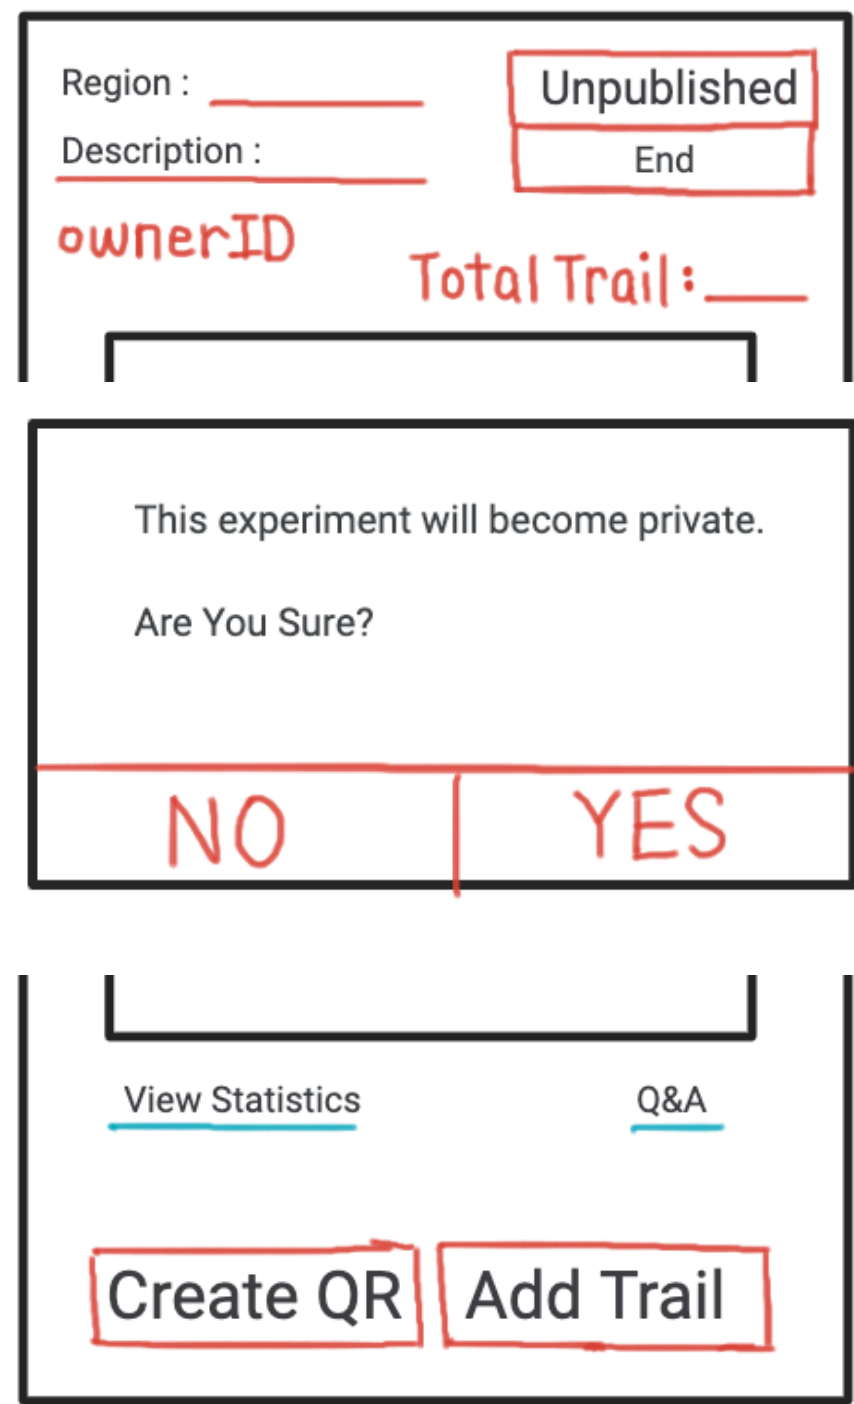 Region :
Unpublished
Description :
End
ownerID
Total Trail :
This experiment will become private.
Are You Sure?
NO
YES
View Statistics
Q&A
Create QR
Add Trail